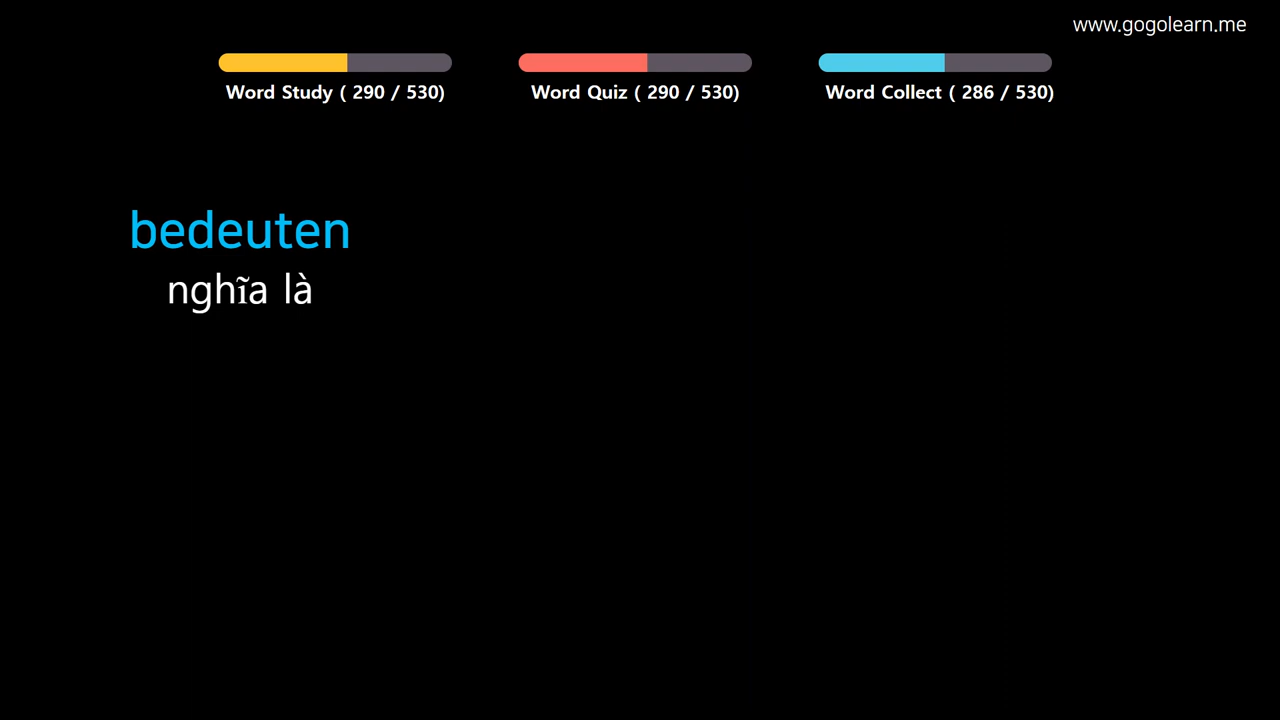 www.gogolearn.me
Word Study ( 290 / 530)
Word Quiz ( 290 / 530)
Word Collect ( 286 / 530)
bedeuten
nghĩa là